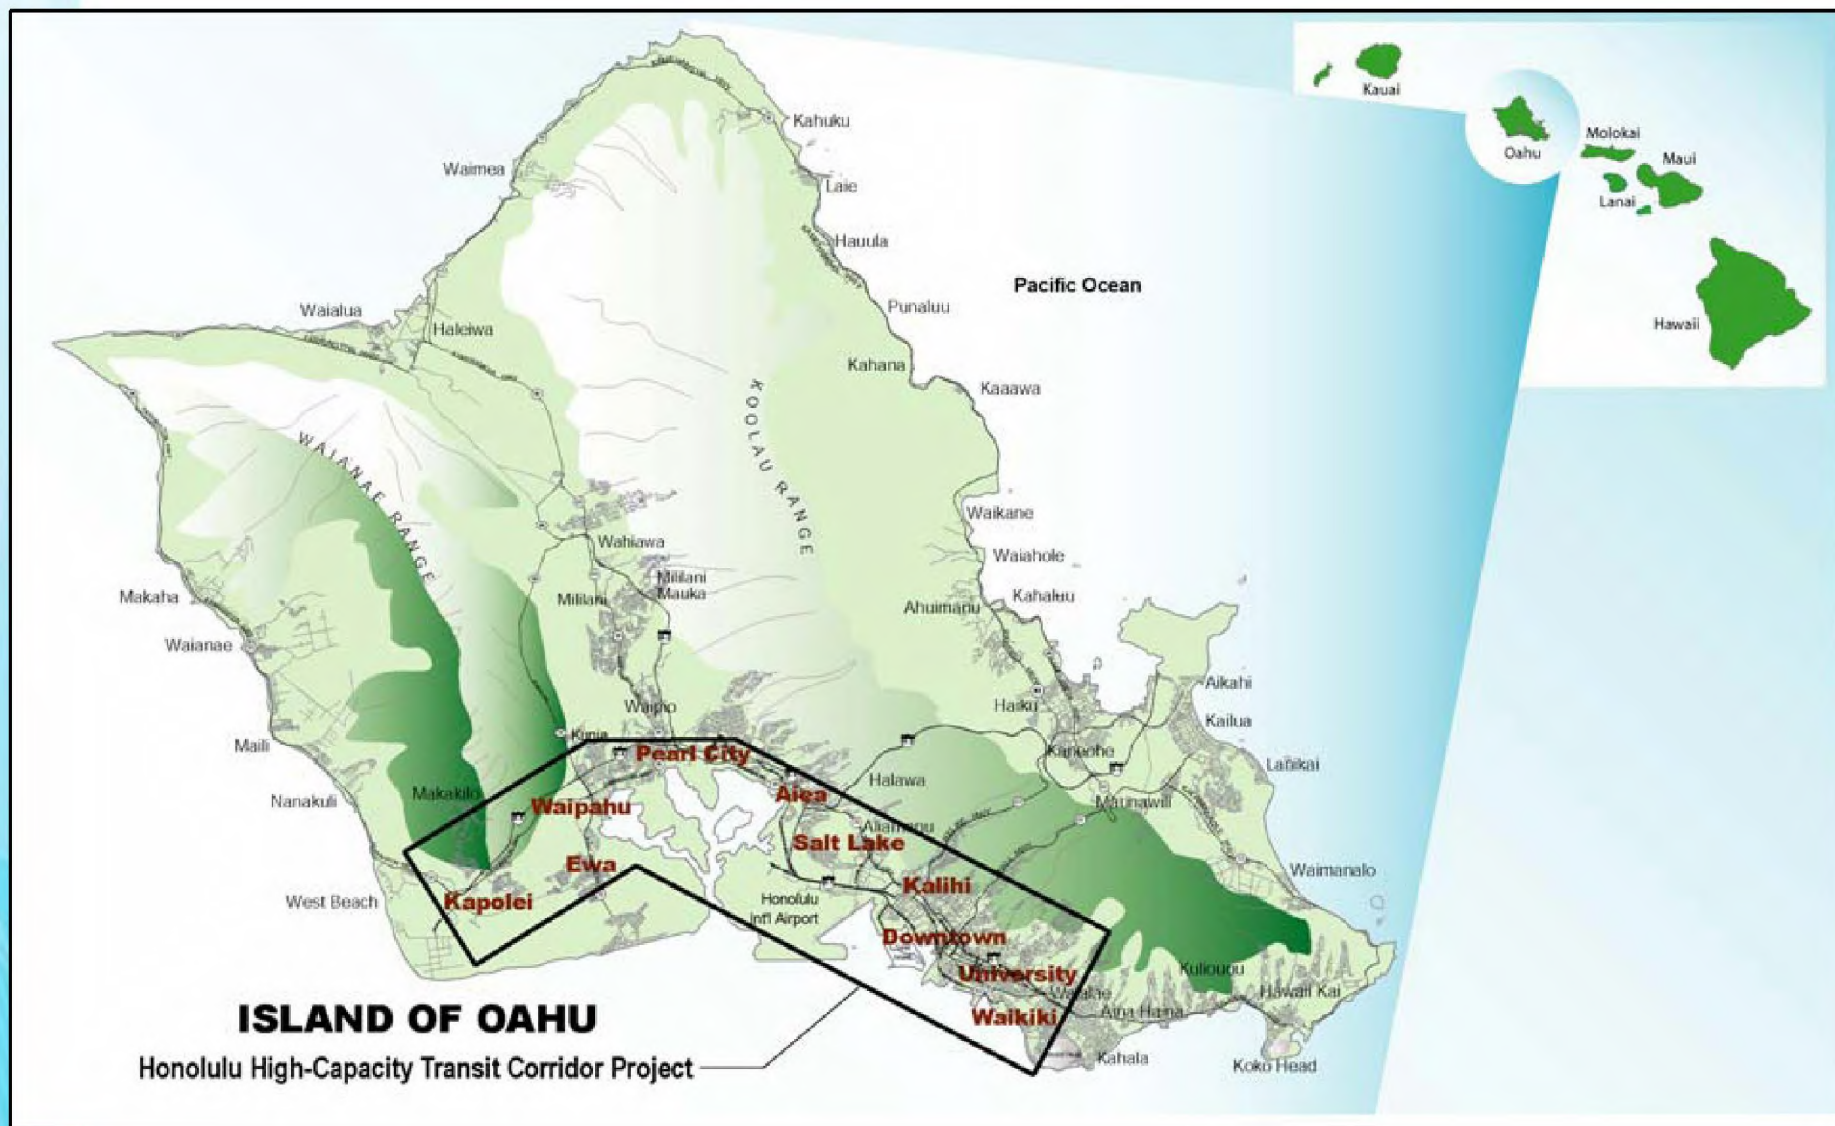 Kauai
Oahu
Molokai
Maui
Lanai
Hawaii
Kahuku
Waimea
Laie
Hauula
Pacific Ocean
Punaluu
Waialua
Haleiwa
Kahana
Kaaawa
KOOLAU RANGE
WAIANAE RANGE
Waikane
Wahiawa
Waiahole
Mililani
Mauka
Makaha
Mililani
Ahuimanu
Kahaluu
Waianae
Aikahi
Waipio
Haiku
Kailua
Maili
Kunia
Pearl City
Kaneohe
Lanikai
Halawa
Nanakuli
Makakilo
Waipahu
Aiea
Maunawili
Aliamanu
Salt Lake
Ewa
Waimanalo
Kalihi
West Beach
Kapolei
Honolulu
Int'l Airport
Downtown
University
Kuliouou
Waialae
Hawaii Kai
Waikiki
Aina Haina
ISLAND OF OAHU
Kahala
Koko Head
Honolulu High-Capacity Transit Corridor Project